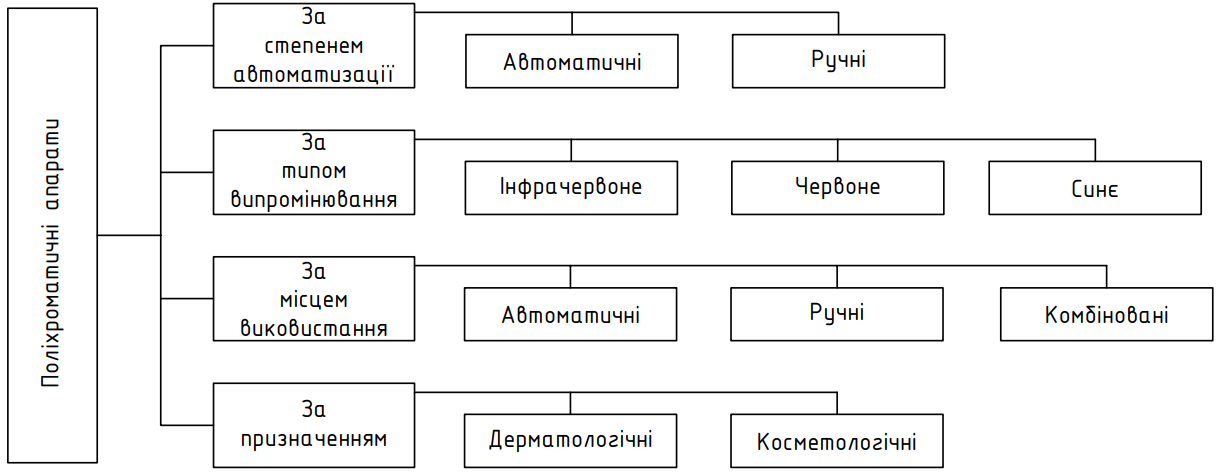 Поліхроматичні апарати
За
степенем
автоматизації
Автоматичні
Ручні
За
типом
випромінювання
Інфрачервоне
Червоне
Синє
За
місцем
виковистання
Автоматичні
Ручні
Комбіновані
За
призначенням
Дерматологічні
Косметологічні